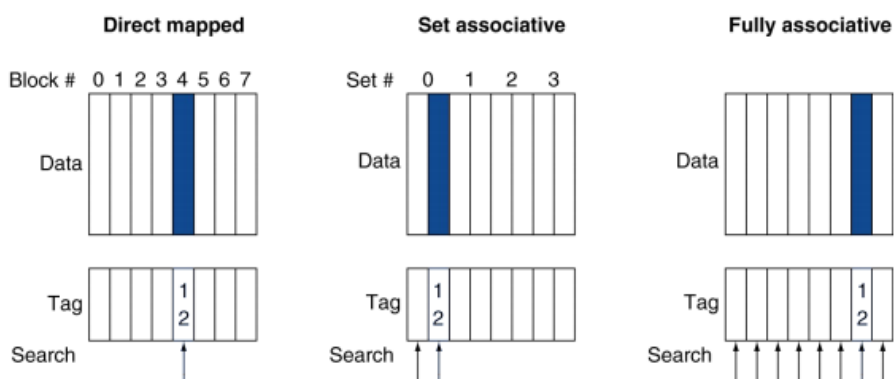 Direct mapped
Set associative
Fully associative
Block # 0 1 2 3 4 5 6 7
Set # 0 1 2 3
Data
Data
Data
Tag
1
2
Tag
1
2
Tag
1
2
Search
Search
Search